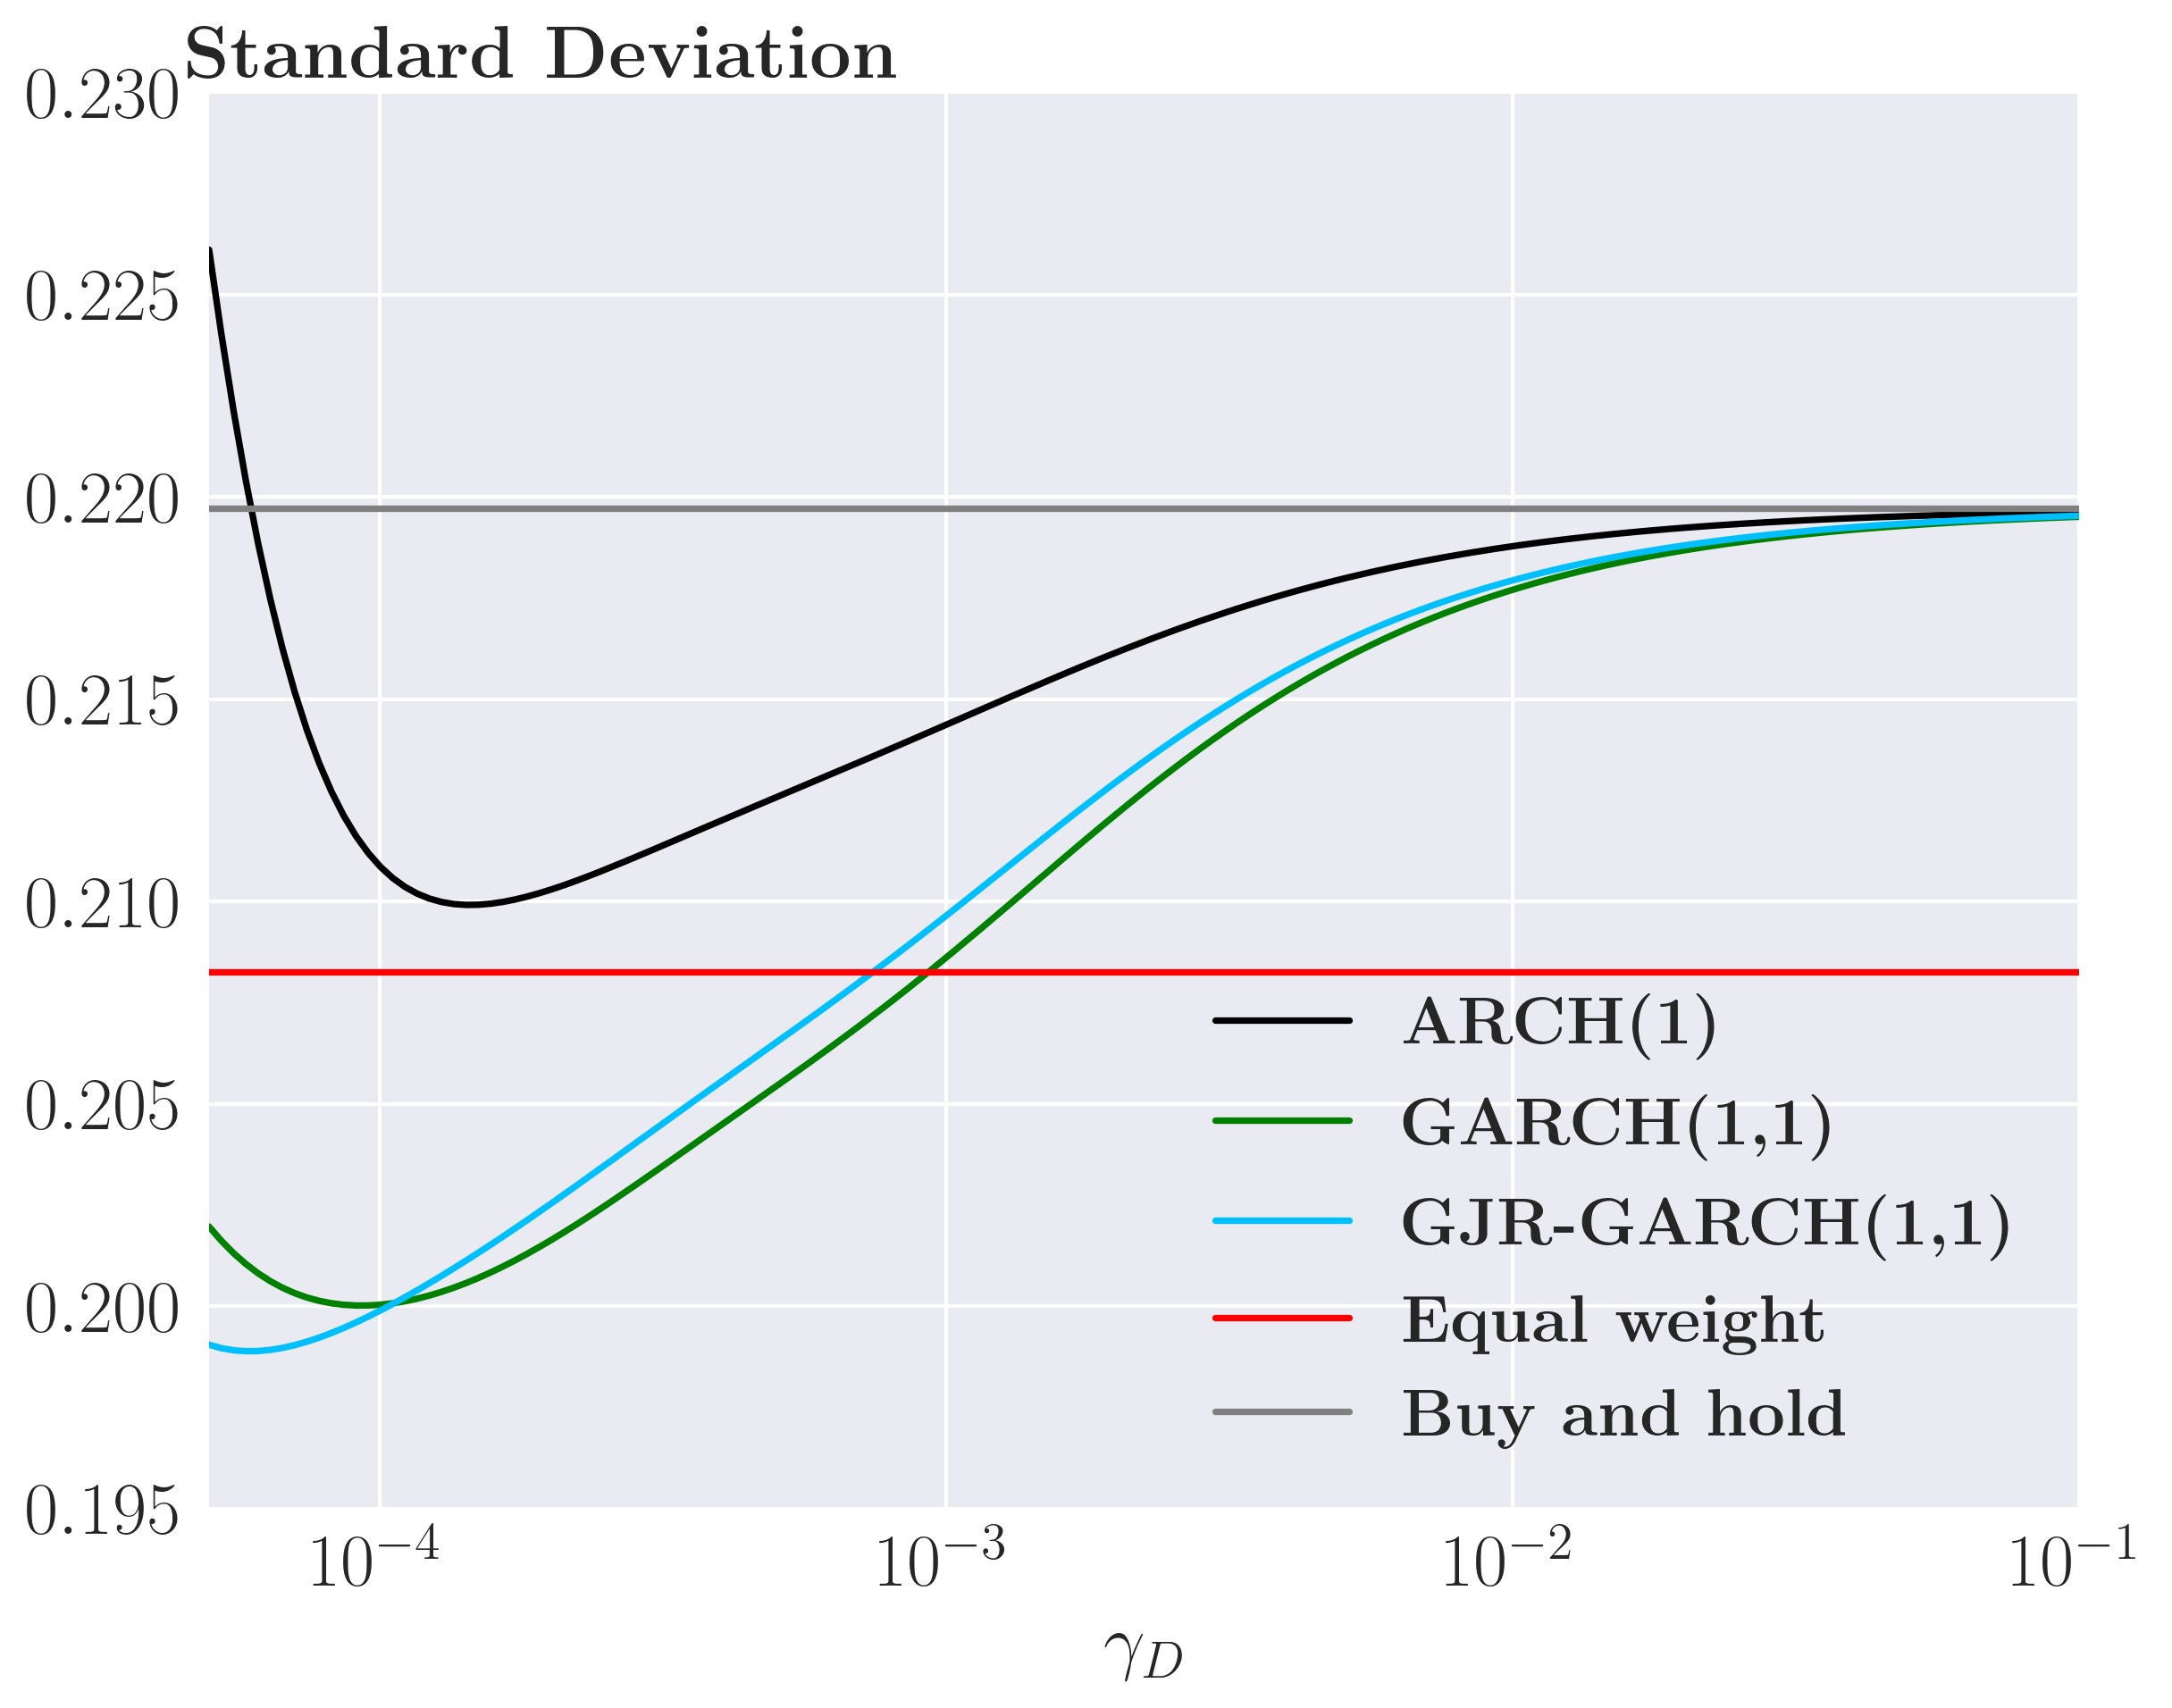 Standard Deviation
0.230
0.225
0.220
0.215
0.210
0.205
0.200
0.195
ARCH(1)
GARCH(1,1)
GJR-GARCH(1,1)
Equal weight
Buy and hold
10⁻⁴ 10⁻³ 10⁻² 10⁻¹
γ_D